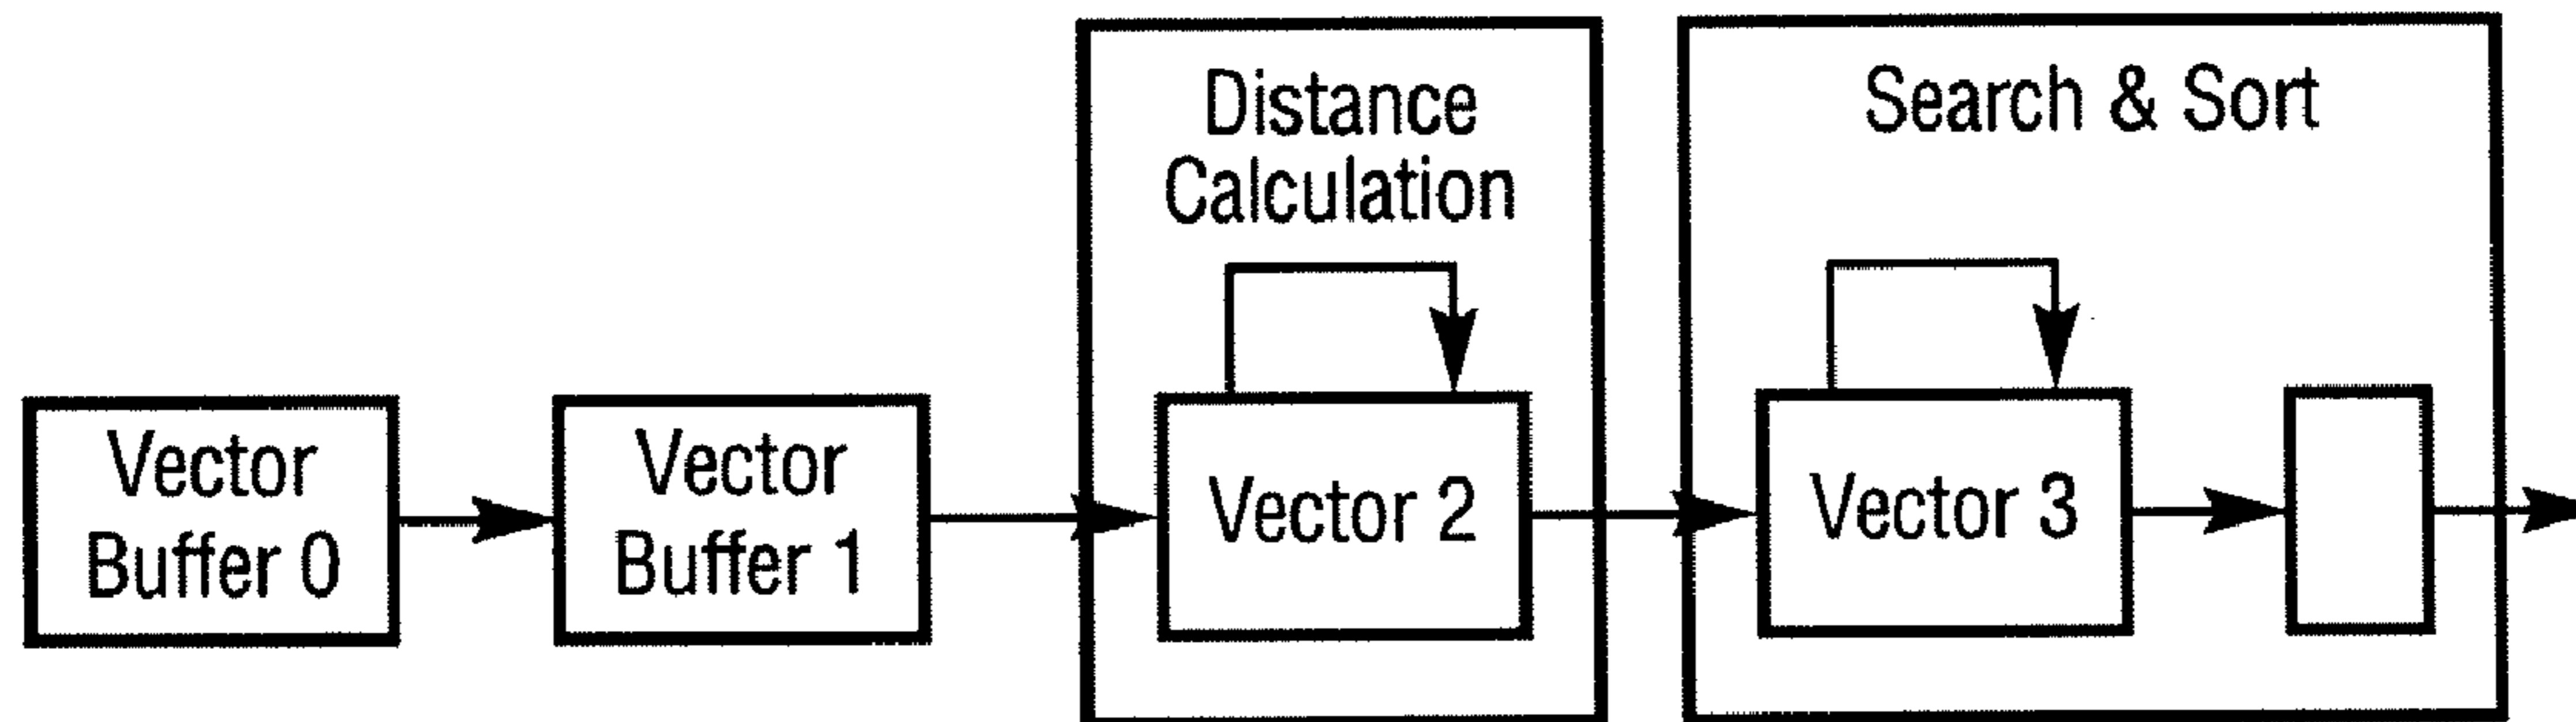 Distance
Calculation
Search & Sort
Vector
Buffer 0
Vector
Buffer 1
Vector 2
Vector 3